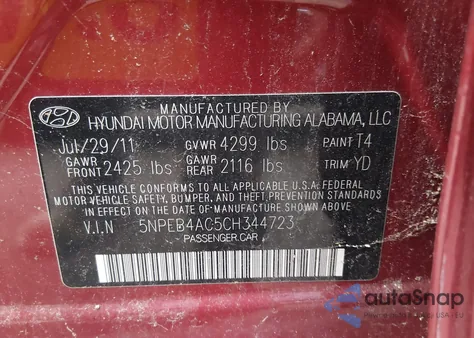 MANUFACTURED BY
HYUNDAI MOTOR MANUFACTURING ALABAMA, LLC
Jul/29/11 GVWR 4299 lbs PAINT T4
GAWR FRONT 2425 lbs GAWR REAR 2116 lbs TRIM YD
THIS VEHICLE CONFORMS TO ALL APPLICABLE U.S.A. FEDERAL
MOTOR VEHICLE SAFETY, BUMPER, AND THEFT PREVENTION STANDARDS
IN EFFECT ON THE DATE OF MANUFACTURE SHOWN ABOVE.
V.I.N 5NPEB4AC5CH344723
PASSENGER CAR
autoSnap